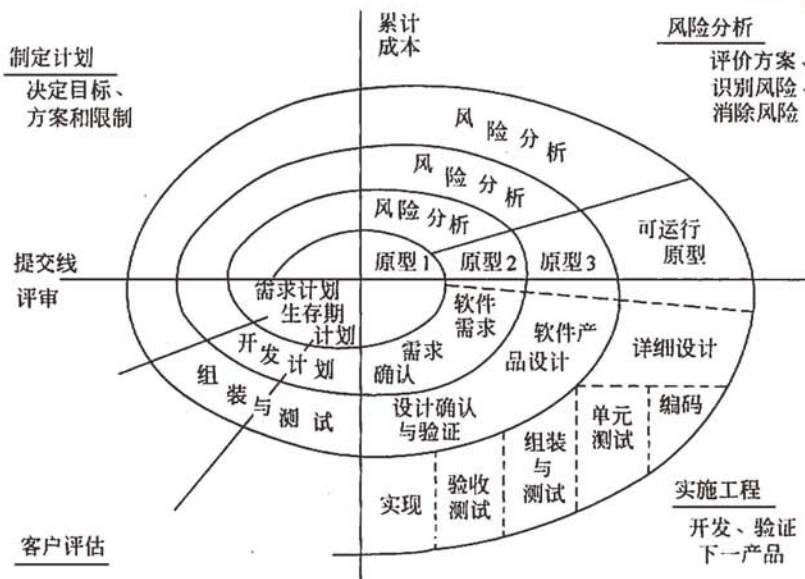 累计
成本
制定计划
决定目标、
方案和限制
风险分析
评价方案、
识别风险、
消除风险
风险分析
风险分析
风险分析
可运行
原型
原型1
原型2
原型3
提交线
评审
需求计划
生存期
计划
开发计划
组装与测试
软件
需求
需求
确认
软件产
品设计
详细设计
设计确认
与验证
实现
验收
测试
组装
与
测试
单元
测试
编码
实施工程
开发、验证
下一产品
客户评估